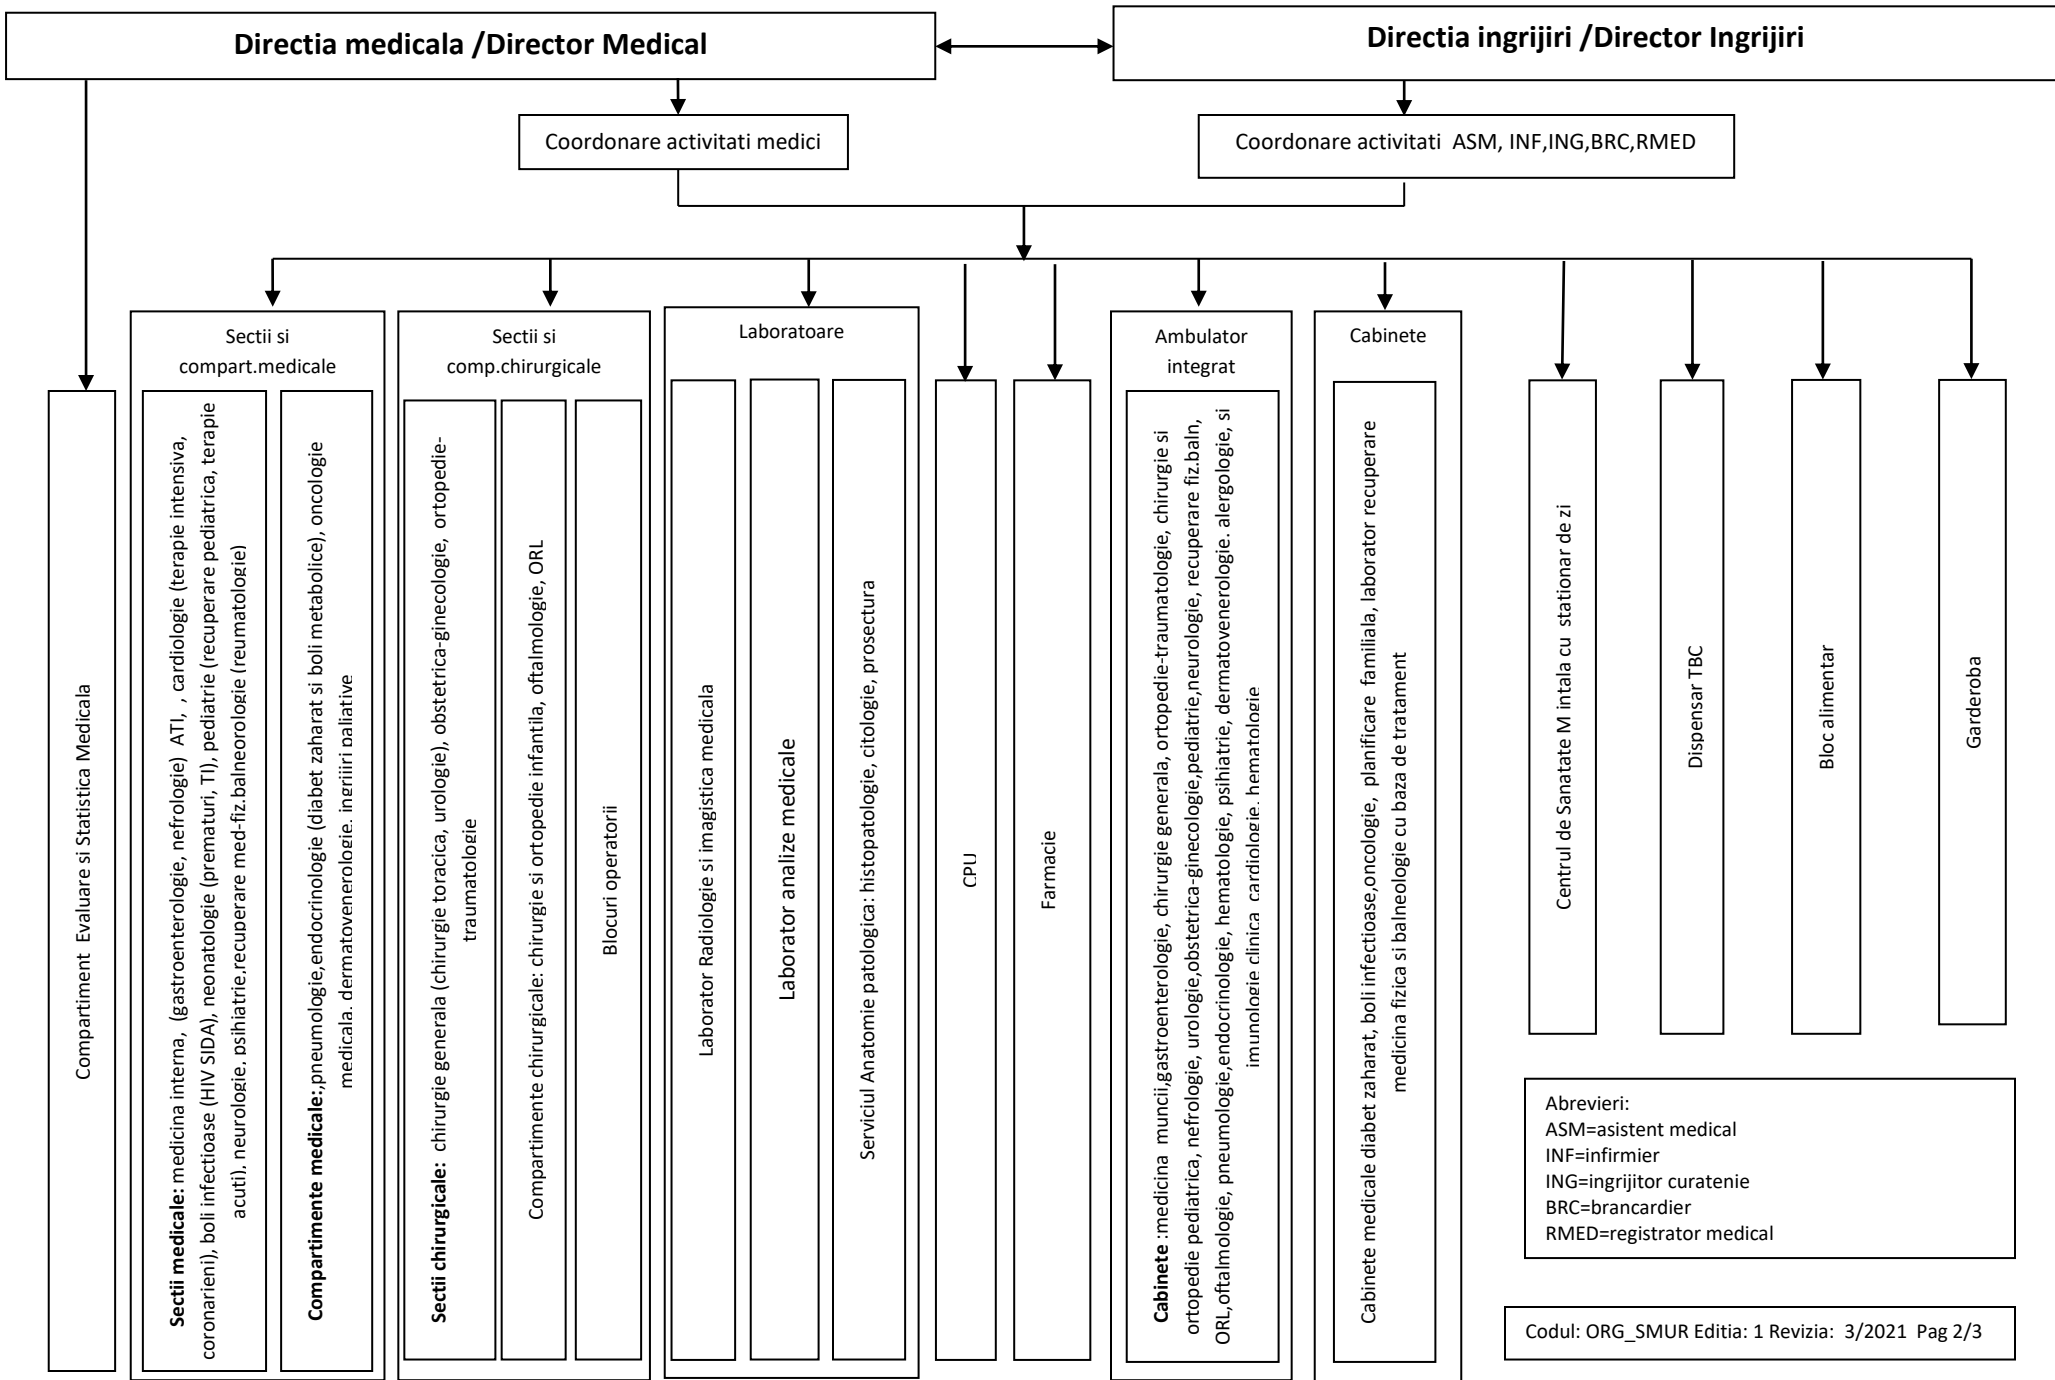 Directia medicala /Director Medical
Directia ingrijiri /Director Ingrijiri
Coordonare activitati medici
Coordonare activitati ASM, INF,ING,BRC,RMED
Compartiment Evaluare si Statistica Medicala
Sectii si
compart.medicale
Sectii medicale: medicina interna, (gastroenterologie, nefrologie) ATI, , cardiologie (terapie intensiva,
coronarieni), boli infectioase (HIV SIDA), neonatologie (prematuri, TI), pediatrie (recuperare pediatrica, terapie
acuti), neurologie, psihiatrie,recuperare med-fiz.balneorologie (reumatologie)
Compartimente medicale:,pneumologie,endocrinologie (diabet zaharat si boli metabolice), oncologie
medicala, dermatovenerologie, ingrijiri paliative
Sectii si
comp.chirurgicale
Sectii chirurgicale: chirurgie generala (chirurgie toracica, urologie), obstetrica-ginecologie, ortopedie-
traumatologie
Compartimente chirurgicale: chirurgie si ortopedie infantila, oftalmologie, ORL
Blocuri operatorii
Laboratoare
Laborator Radiologie si imagistica medicala
Laborator analize medicale
Serviciul Anatomie patologica: histopatologie, citologie, prosectura
CPU
Farmacie
Ambulator
integrat
Cabinete :medicina muncii,gastroenterologie, chirurgie generala, ortopedie-traumatologie, chirurgie si
ortopedie pediatrica, nefrologie, urologie,obstetrica-ginecologie,pediatrie,neurologie, recuperare fiz.baln,
ORL,oftalmologie, pneumologie,endocrinologie, hematologie, psihiatrie, dermatovenerologie. alergologie, si
imunologie clinica, cardiologie, hematologie
Cabinete
Cabinete medicale diabet zaharat, boli infectioase,oncologie, planificare familiala, laborator recuperare
medicina fizica si balneologie cu baza de tratament
Centrul de Sanatate M intala cu stationar de zi
Dispensar TBC
Bloc alimentar
Garderoba
Abrevieri:
ASM=asistent medical
INF=infirmier
ING=ingrijitor curatenie
BRC=brancardier
RMED=registrator medical
Codul: ORG_SMUR Editia: 1 Revizia: 3/2021 Pag 2/3